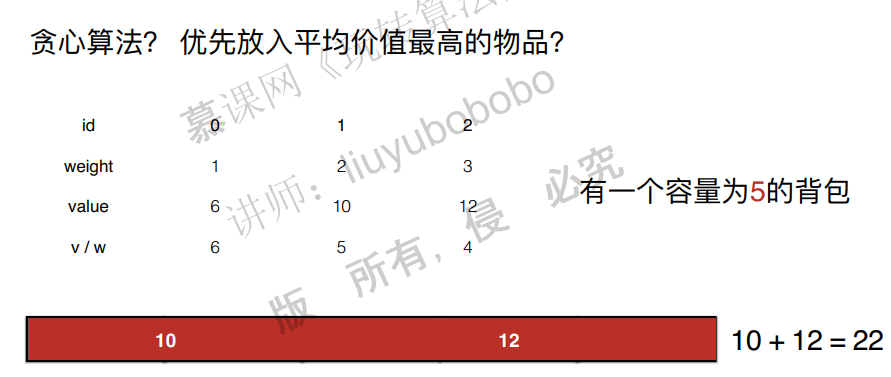 贪心算法? 优先放入平均价值最高的物品?
慕课网《玩转算法
讲师：liuyubobobo
版 所有，侵 必究
id 0 1 2
weight 1 2 3
value 6 10 12
v / w 6 5 4
有一个容量为5的背包
10 12
10 + 12 = 22